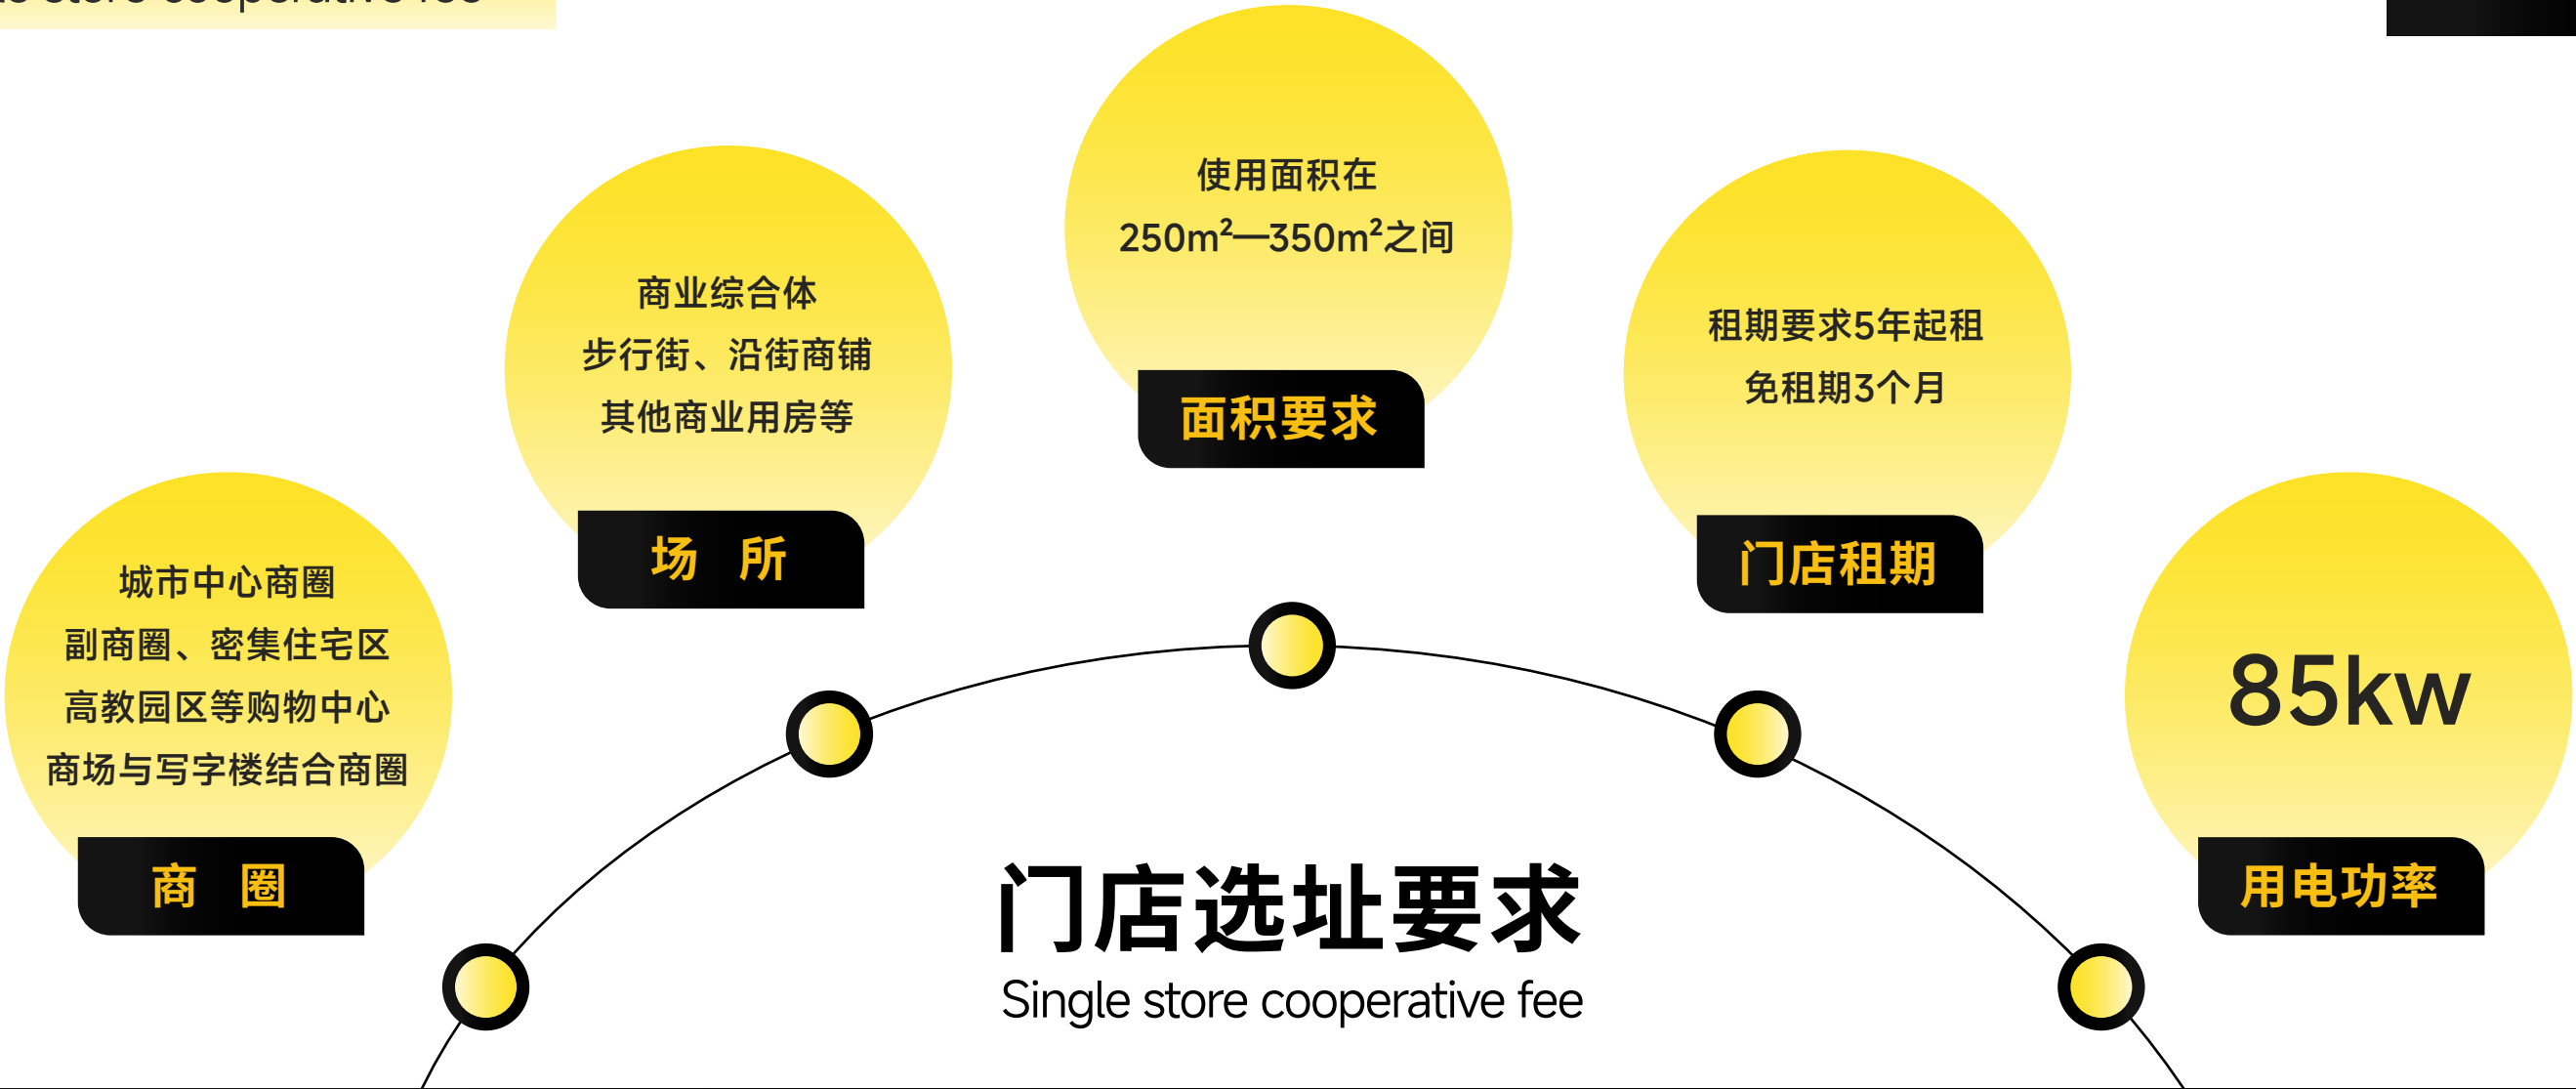 store cooperative fee
使用面积在
250m²—350m²之间
面积要求
商业综合体
步行街、沿街商铺
其他商业用房等
场 所
租期要求5年起租
免租期3个月
门店租期
城市中心商圈
副商圈、密集住宅区
高教园区等购物中心
商场与写字楼结合商圈
商 圈
85kw
用电功率
门店选址要求
Single store cooperative fee